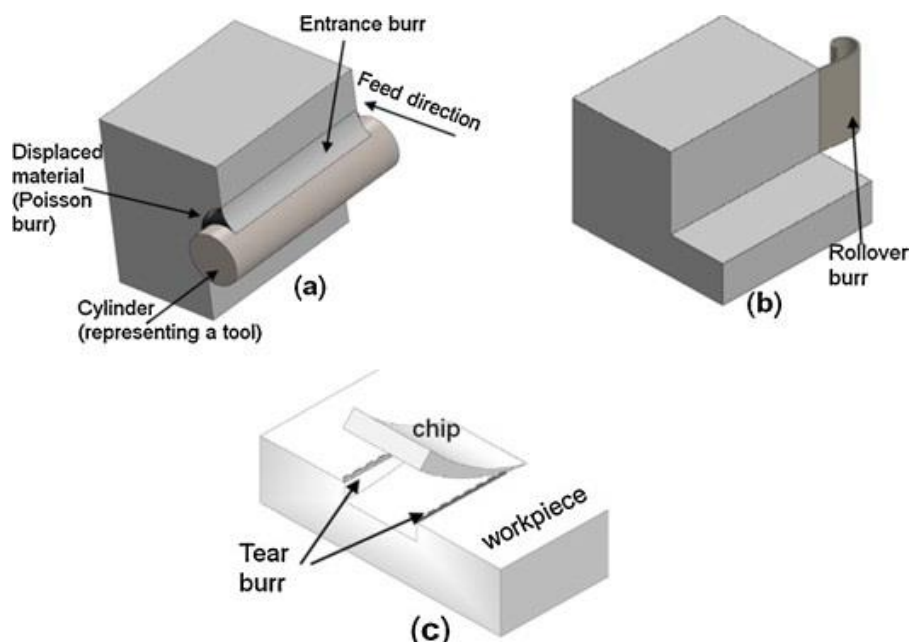 Entrance burr
Feed direction
Displaced
material
(Poisson
burr)
Cylinder
(representing a tool)
(a)
Rollover
burr
(b)
chip
workpiece
Tear
burr
(c)